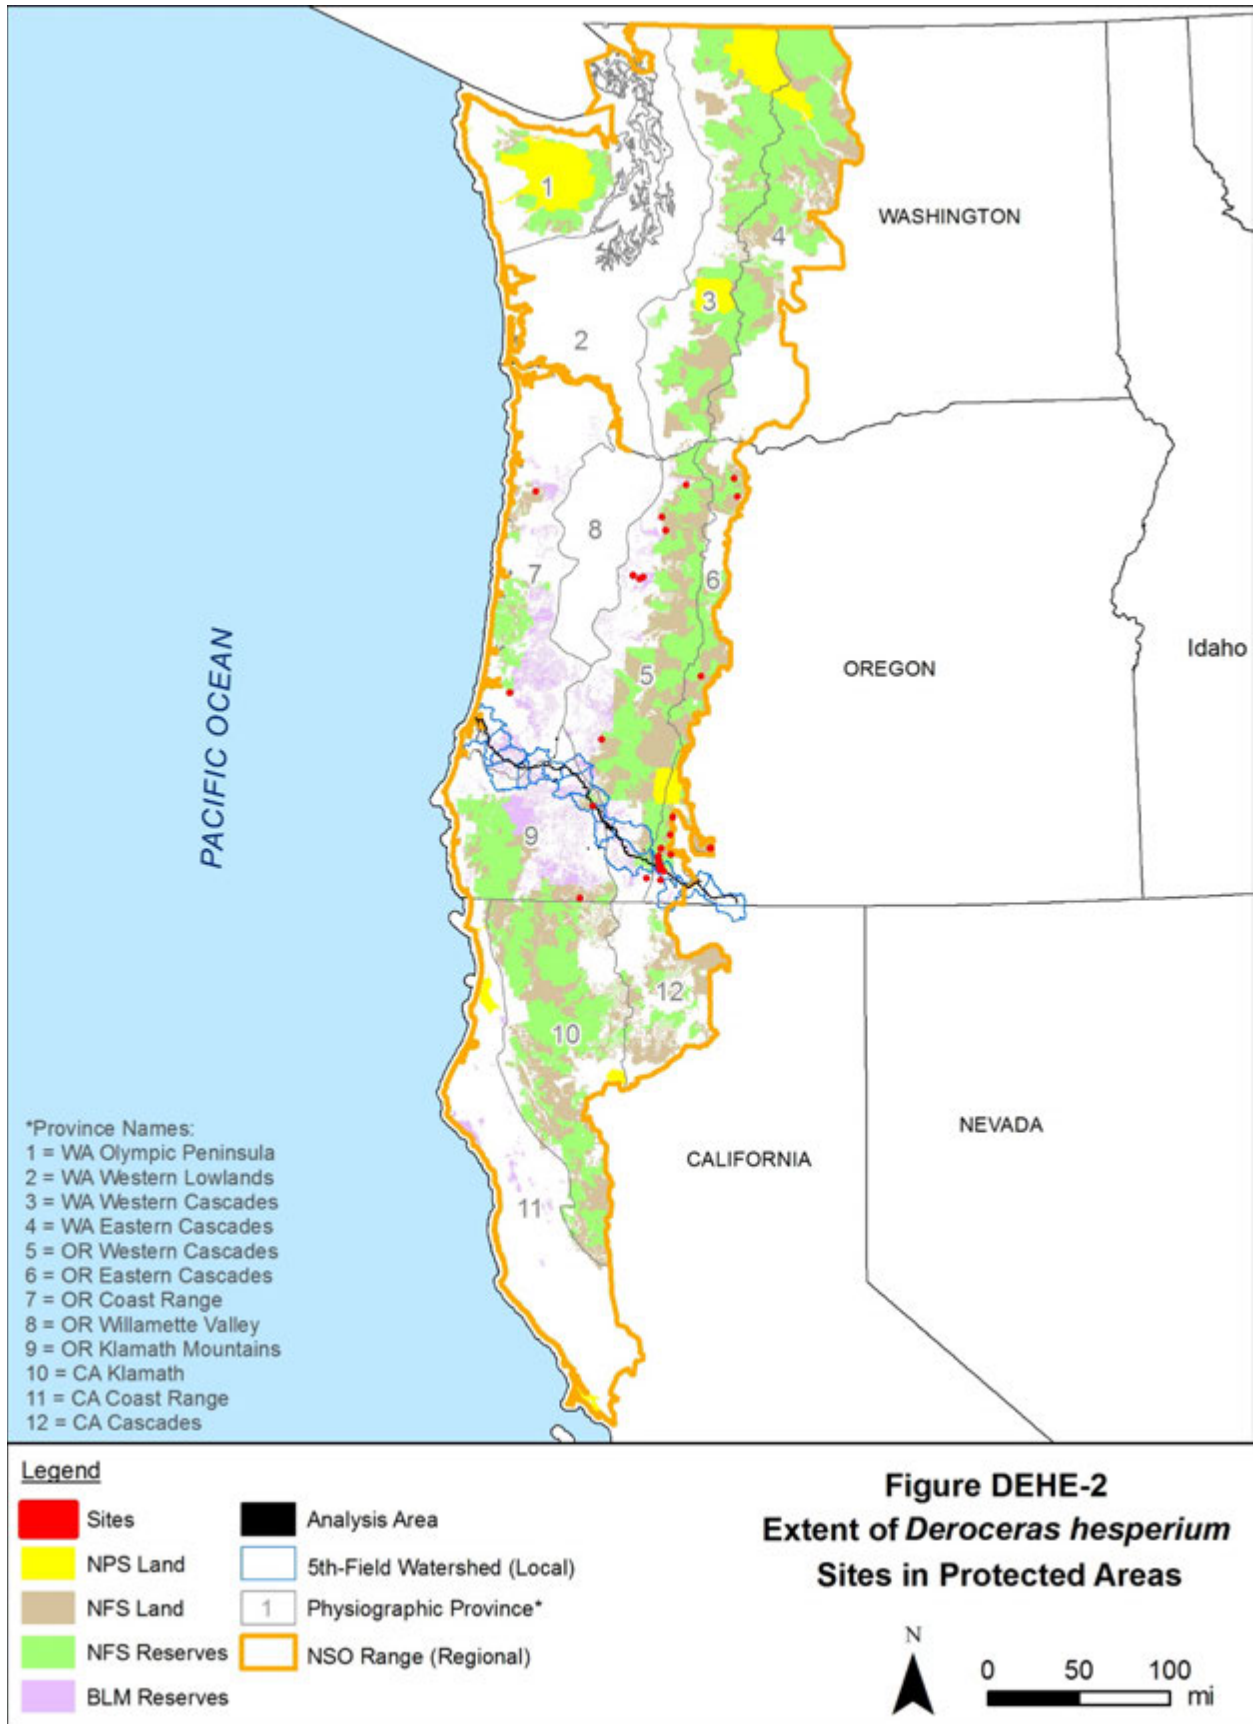 1
WASHINGTON
4
3
2
8
7
6
PACIFIC OCEAN
5
OREGON
Idaho
9
12
10
*Province Names:
1 = WA Olympic Peninsula
2 = WA Western Lowlands
3 = WA Western Cascades
4 = WA Eastern Cascades
5 = OR Western Cascades
6 = OR Eastern Cascades
7 = OR Coast Range
8 = OR Willamette Valley
9 = OR Klamath Mountains
10 = CA Klamath
11 = CA Coast Range
12 = CA Cascades
11
CALIFORNIA
NEVADA
Legend
Sites
NPS Land
NFS Land
NFS Reserves
BLM Reserves
Analysis Area
5th-Field Watershed (Local)
1
Physiographic Province*
NSO Range (Regional)
Figure DEHE-2
Extent of Deroceras hesperium
Sites in Protected Areas
N
0 50 100
mi